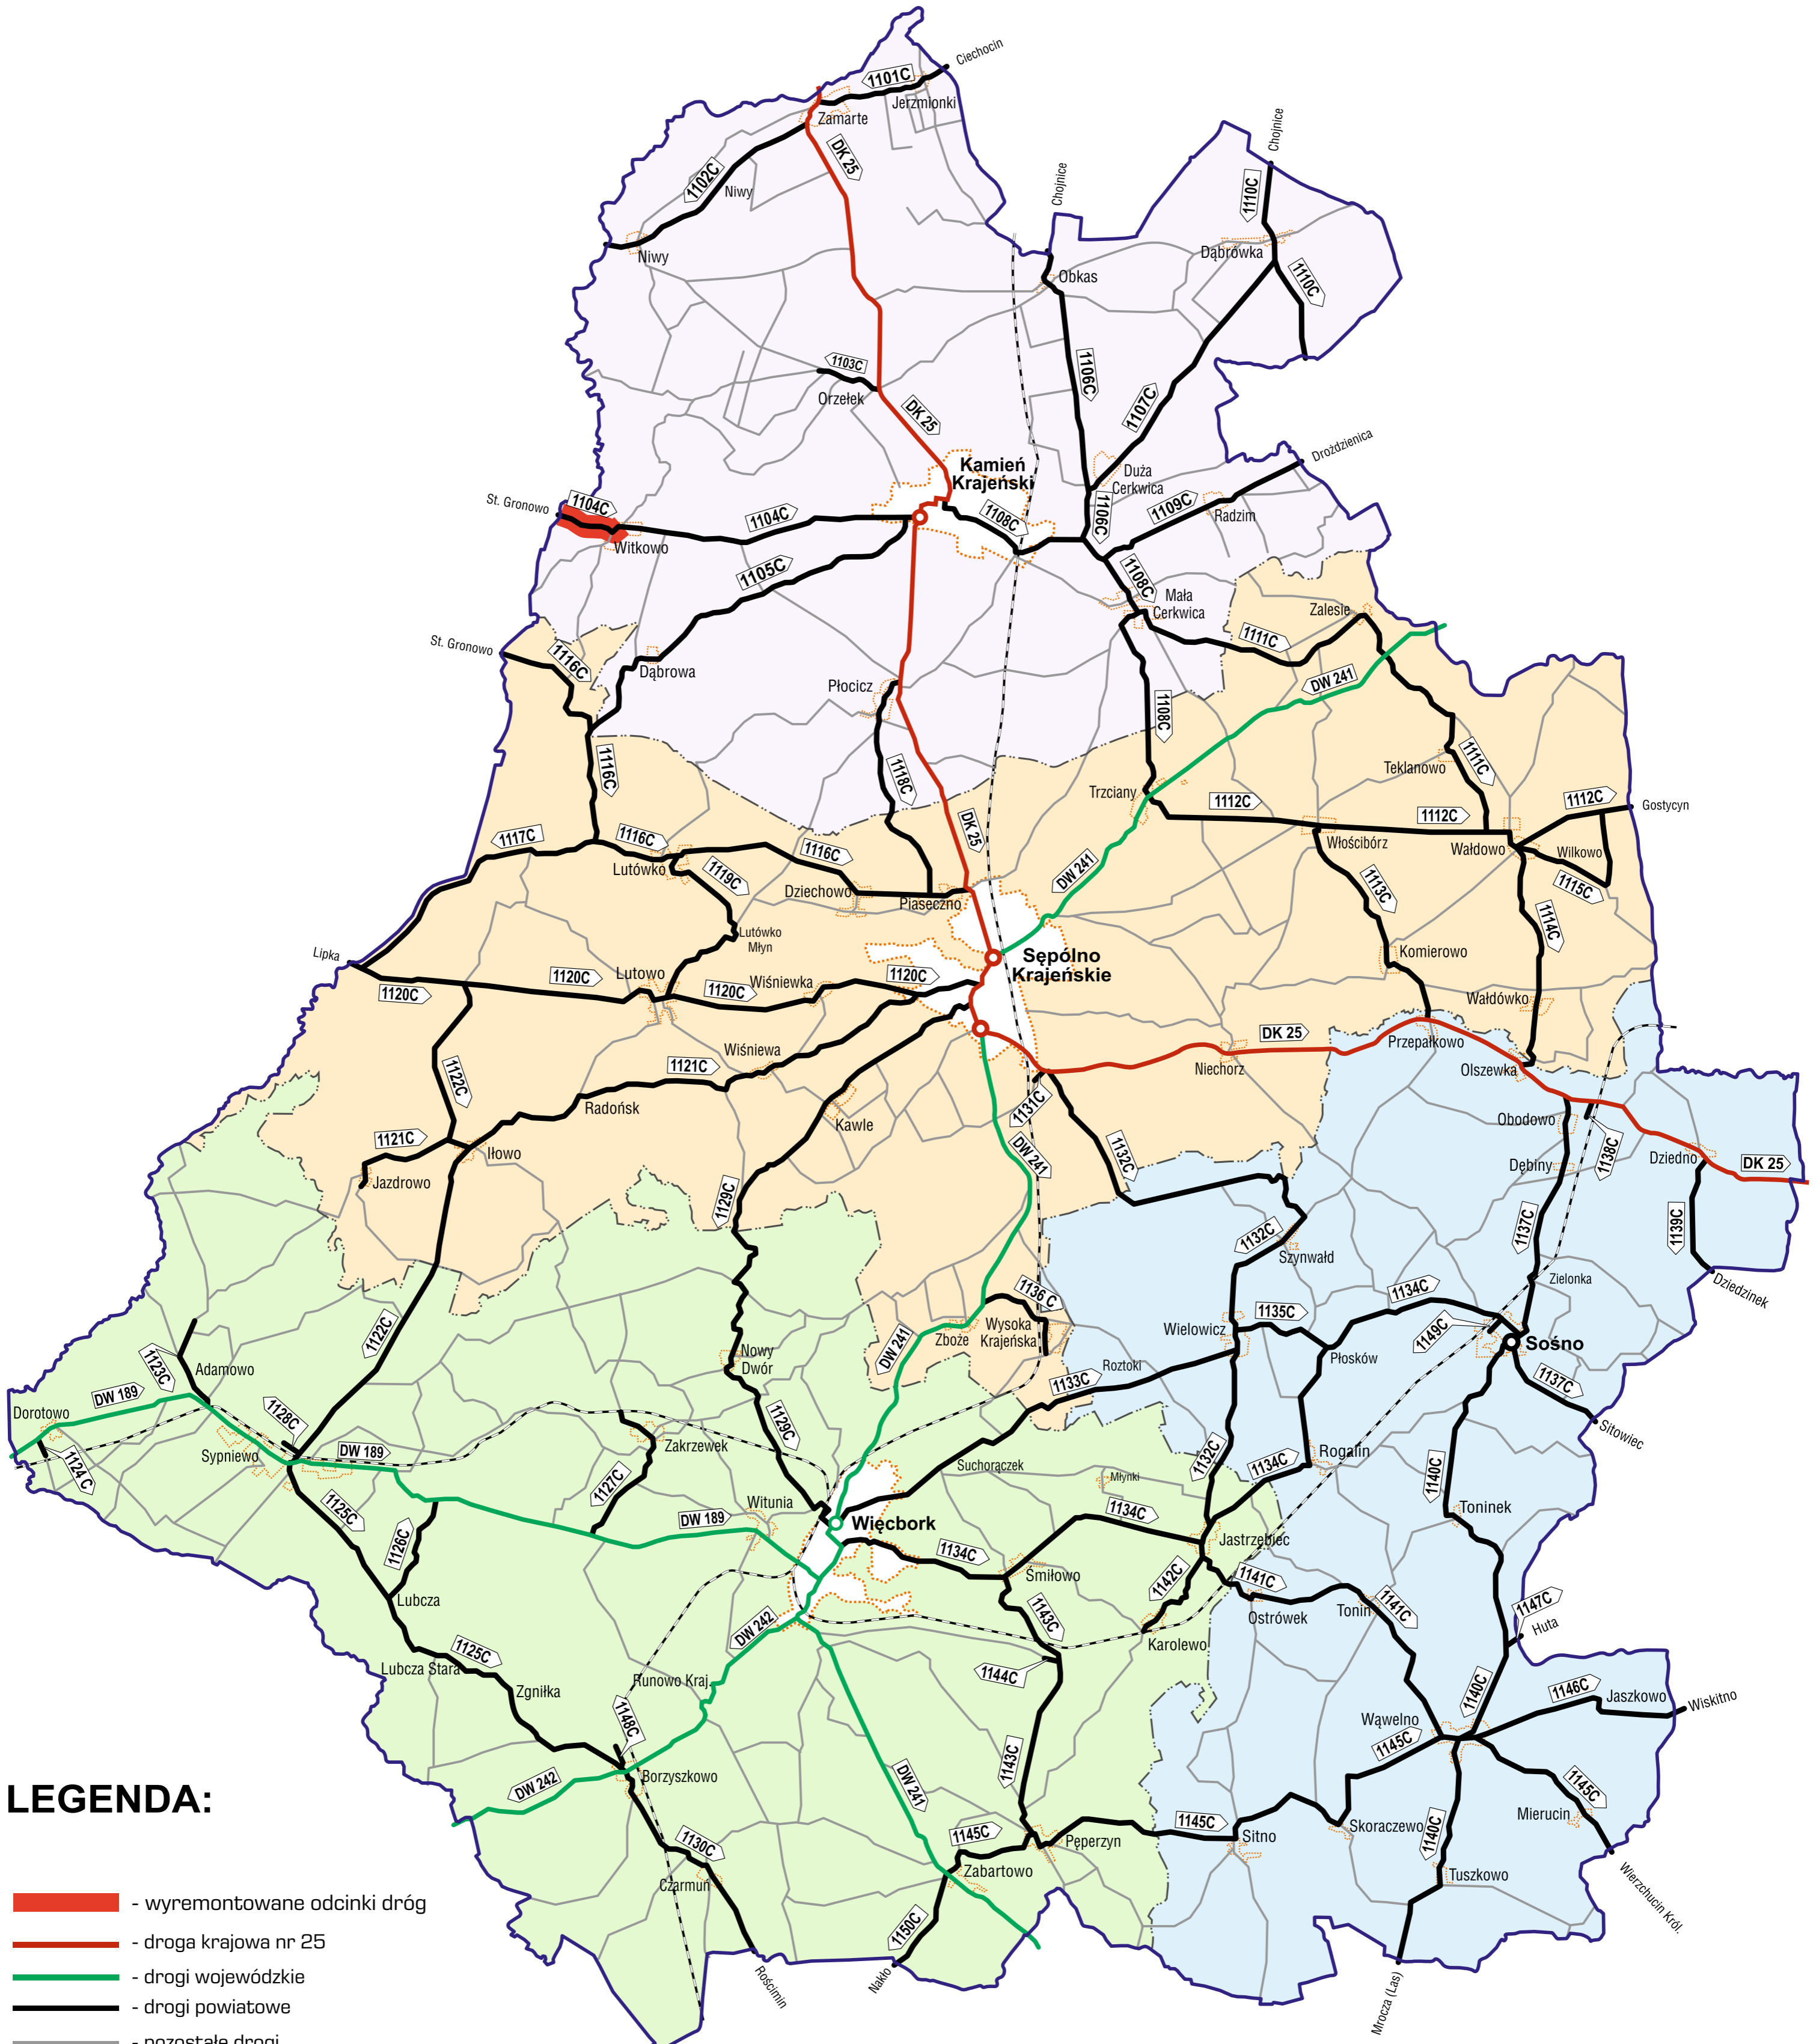 Ciechocin
1101C
Jerzmionki
Zamarte
DK 25
1102C
Niwy
Niwy
Chojnice
Chojnice
1110C
Dąbrówka
1110C
Obkas
1103C
Orzełek
DK 25
1106C
1107C
Kamień
Krajeński
Duża
Cerkwica
Drożdzienica
St. Gronowo
1104C
1104C
Witkowo
1108C
1106C
1109C
Radzim
1105C
1108C
Mała
Cerkwica
Zalesie
1111C
St. Gronowo
1116C
Dąbrowa
Płocicz
DW 241
1108C
1116C
1118C
Teklanowo
1111C
Trzciany
1112C
1112C
1112C
Gostycyn
DK 25
1117C
1116C
1116C
Lutówko
1119C
Dziechowo
Piaseczno
DW 241
Włościbórz
Wałdowo
Wilkowo
1115C
1113C
1114C
Lutówko
Młyn
Lipka
Komierowo
Sępólno
Krajeńskie
1120C
1120C
Lutowo
1120C
Wiśniewka
1120C
Wałdówko
DK 25
Przepałkowo
Wiśniewa
1121C
Niechorz
Olszewka
1122C
Radońsk
1131C
Kawle
Obodowo
1138C
1121C
Iłowo
DW 241
1132C
Dębiny
Dziedno
DK 25
Jazdrowo
1129C
1137C
1139C
1132C
Szynwałd
Zielonka
Dziedzinek
1136 C
1134C
1122C
DW 241
Zboże
Wysoka
Krajeńska
Wielowicz
1135C
1149C
Sośno
1123C
Adamowo
Nowy
Dwór
Roztoki
Płosków
DW 189
1133C
1137C
Dorotowo
1128C
1129C
Sitowiec
Sypniewo
DW 189
Zakrzewek
1132C
Rogalin
1124 C
Suchorączek
Młynki
1134C
1140C
1127C
1125C
Witunia
1134C
Toninek
DW 189
Więcbork
1126C
1134C
Jastrzębiec
Śmiłowo
1142C
1141C
Lubcza
1143C
Ostrówek
Tonin
1141C
1147C
Huta
DW 242
Karolewo
1125C
Lubcza Stara
1144C
Runowo Kraj.
Zgniłka
1140C
1146C
Jaszkowo
Wiskitno
1148C
Wąwelno
1145C
1143C
DW 242
Borzyszkowo
DW 241
1145C
Mierucin
LEGENDA:
1145C
1145C
Skoraczewo
1130C
Pęperzyn
Sitno
1140C
Zabartowo
Tuszkowo
Czarmuń
Wierzchucin Król.
- wyremontowane odcinki dróg
1150C
- droga krajowa nr 25
Nakło
Rościmin
- drogi wojewódzkie
- drogi powiatowe
Mrocza (Las)
- pozostałe drogi